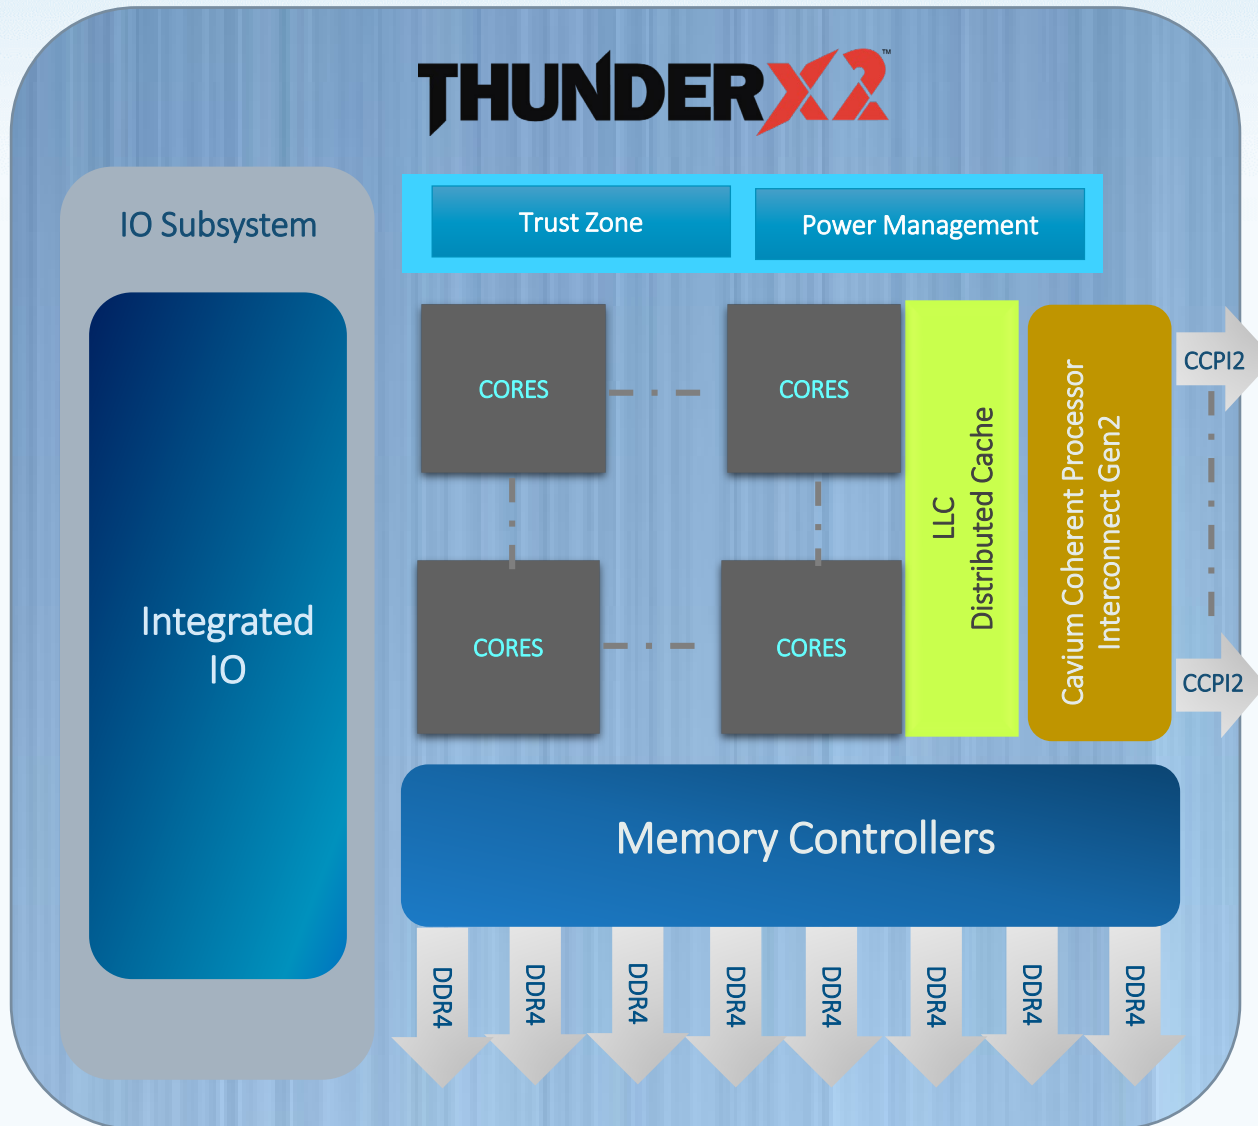 THUNDERX2™
IO Subsystem
Trust Zone
Power Management
Integrated
IO
CORES
CORES
CORES
CORES
LLC
Distributed Cache
Cavium Coherent Processor
Interconnect Gen2
CCPI2
CCPI2
Memory Controllers
DDR4
DDR4
DDR4
DDR4
DDR4
DDR4
DDR4
DDR4